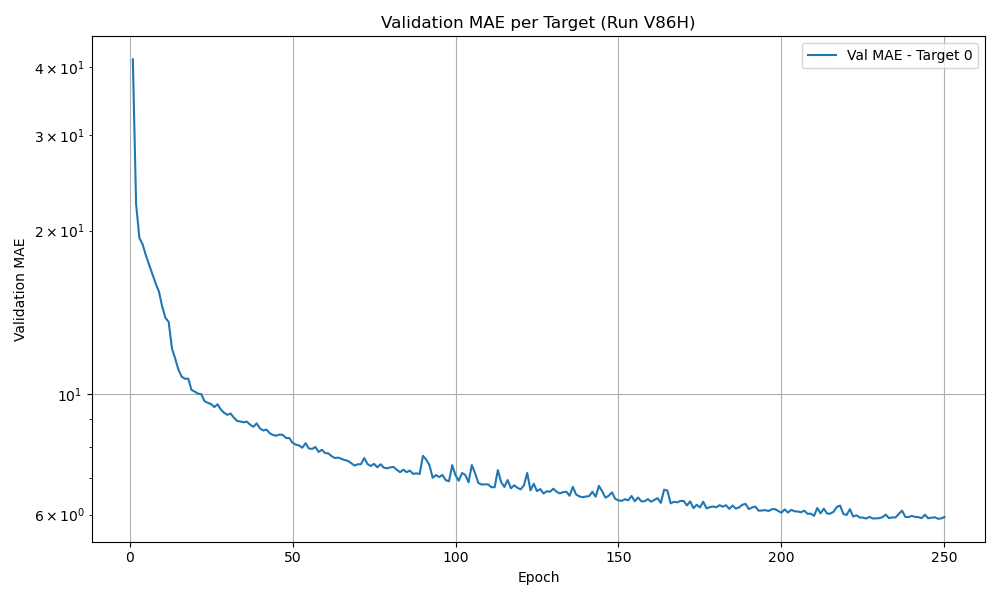 Validation MAE per Target (Run V86H)
Val MAE - Target 0
4 × 10¹
3 × 10¹
2 × 10¹
10¹
6 × 10⁰
Validation MAE
0 50 100 150 200 250
Epoch